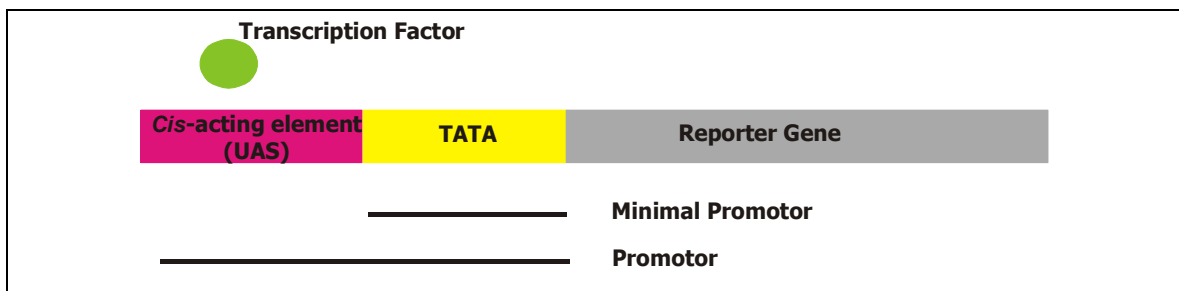 Transcription Factor
Cis-acting element
(UAS)
TATA
Reporter Gene
Minimal Promotor
Promotor